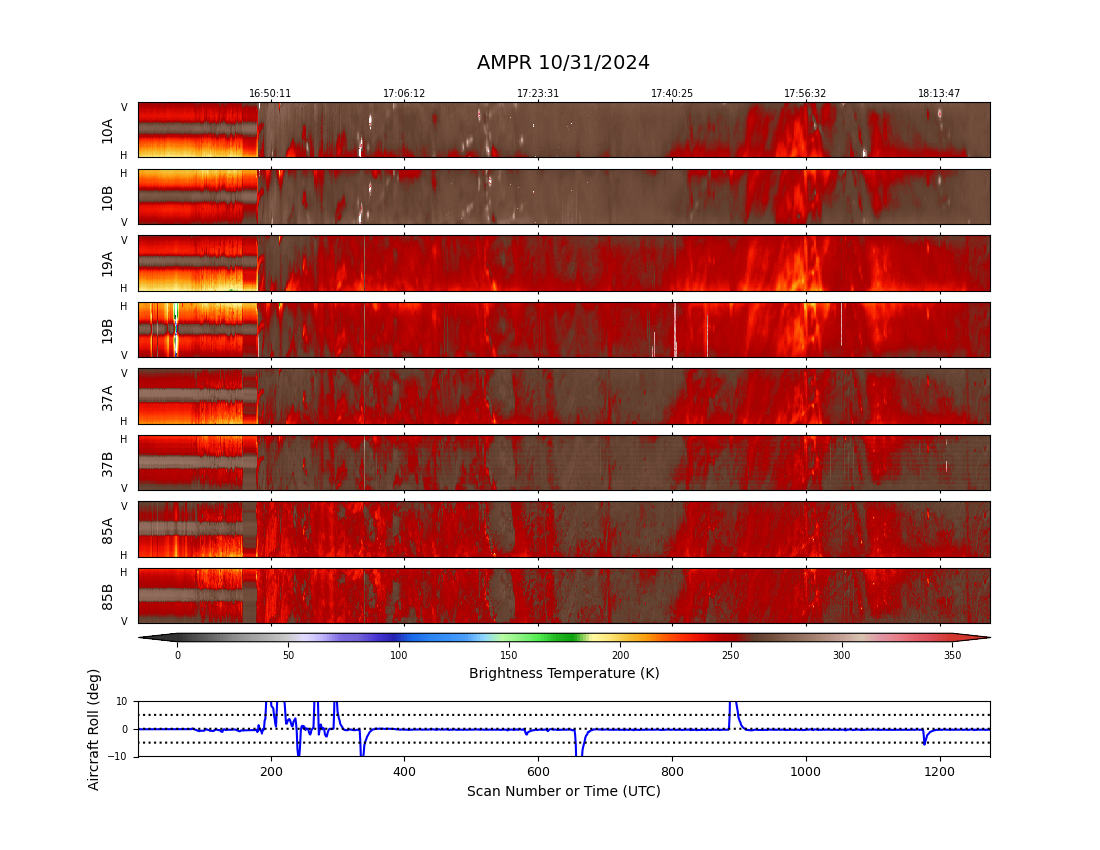 AMPR 10/31/2024
16:50:11 17:06:12 17:23:31 17:40:25 17:56:32 18:13:47
V
10A
H
H
10B
V
V
19A
H
H
19B
V
V
37A
H
H
37B
V
V
85A
H
H
85B
V
0 50 100 150 200 250 300 350
Brightness Temperature (K)
Aircraft Roll (deg)
10
0
−10
200 400 600 800 1000 1200
Scan Number or Time (UTC)